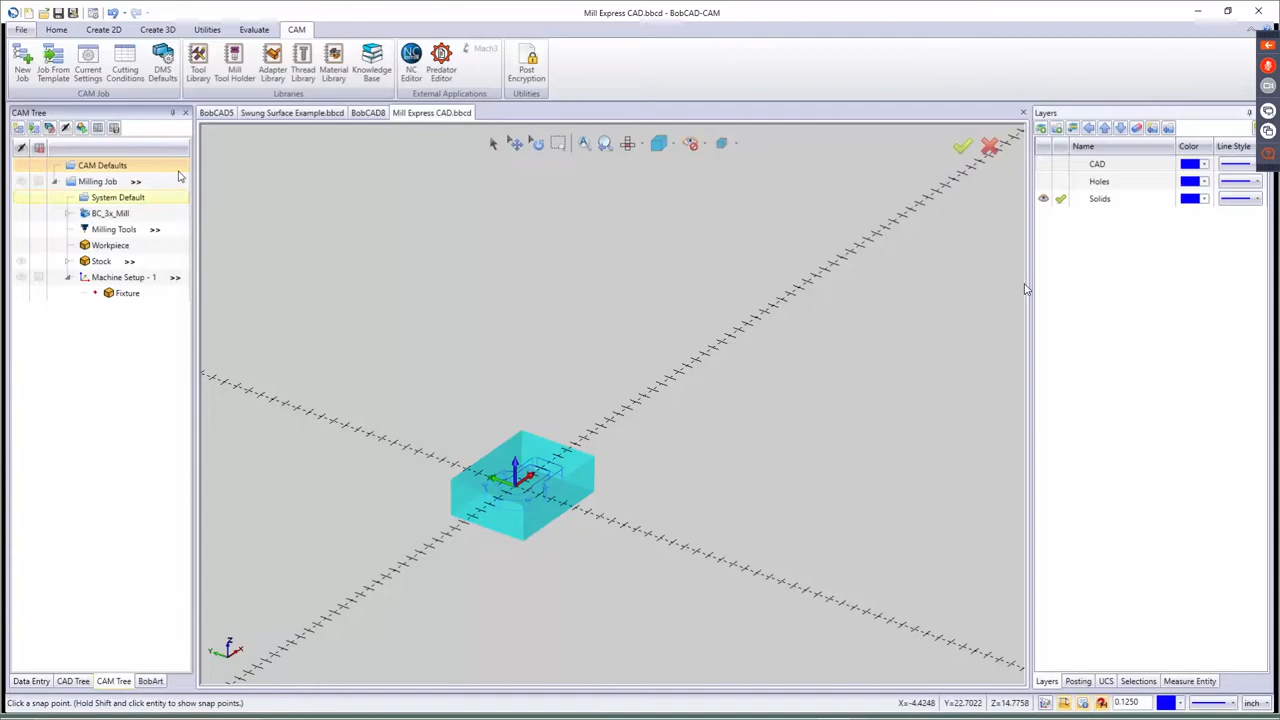 Mill Express CAD.bbcd - BobCAD-CAM
File Home Create 2D Create 3D Utilities Evaluate CAM
New Job
Job From Template
Current Settings
Cutting Conditions
DMS Defaults
Tool Library
Mill Tool Holder
Adapter Library
Thread Library
Material Library
Knowledge Base
NC Editor
Predator Editor
Mach3
Post Encryption
CAM Job Libraries External Applications Utilities
CAM Tree
BobCAD5 Swung Surface Example.bbcd BobCAD8 Mill Express CAD.bbcd
Layers
Name Color Line Style
CAD
Holes
Solids
CAM Defaults
Milling Job >>
System Default
BC_3x_Mill
Milling Tools >>
Workpiece
Stock >>
Machine Setup - 1 >>
Fixture
Z
Y X
Data Entry CAD Tree CAM Tree BobArt
Layers Posting UCS Selections Measure Entity
Click a snap point. (Hold Shift and click entity to show snap points.)
X=-4.4248 Y=22.7022 Z=14.7758 0.1250 inch